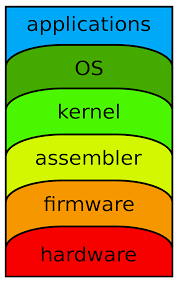 applications
OS
kernel
assembler
firmware
hardware